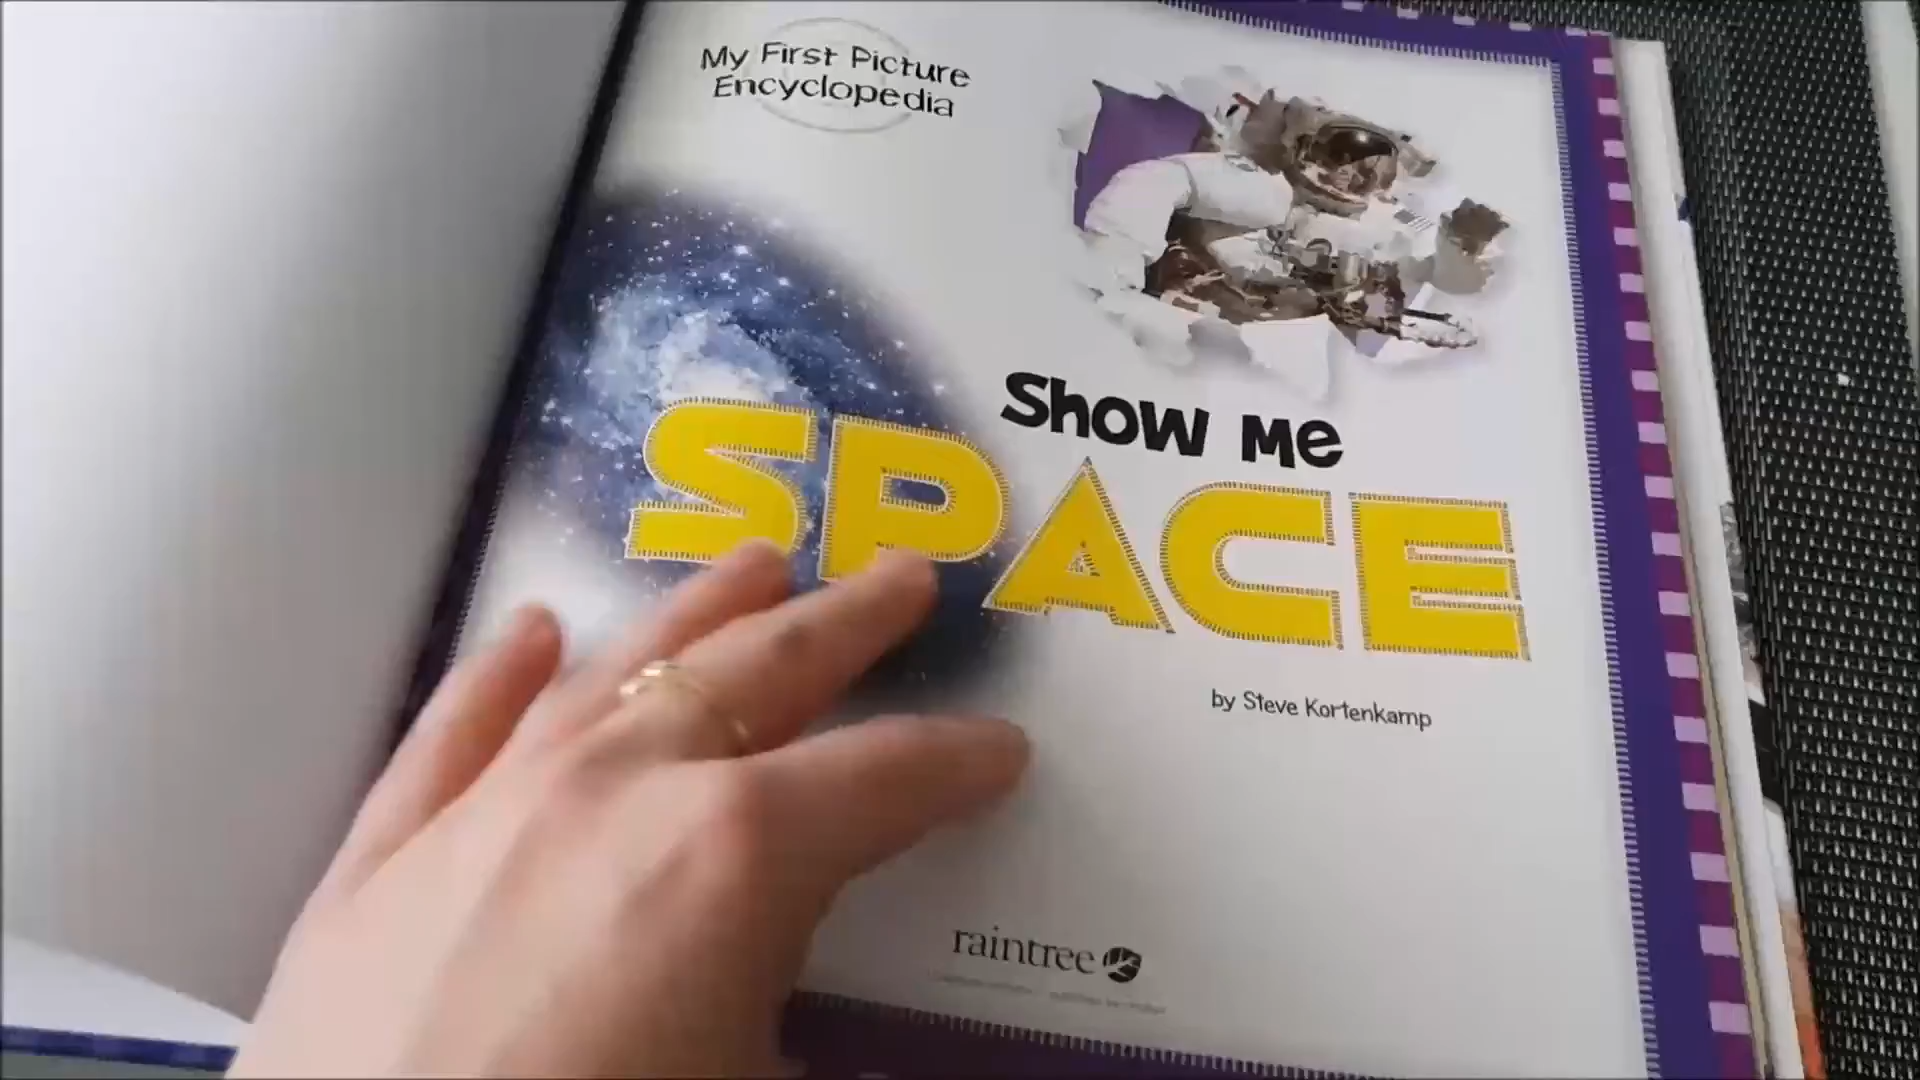 My First Picture
Encyclopedia
Show Me
SPACE
by Steve Kortenkamp
raintree